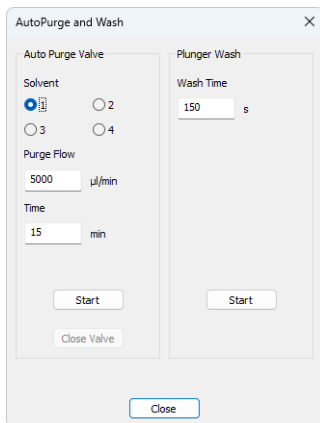 AutoPurge and Wash
Auto Purge Valve
Solvent
1 2
3 4
Purge Flow
5000 µl/min
Time
15 min
Start
Close Valve
Plunger Wash
Wash Time
150 s
Start
Close